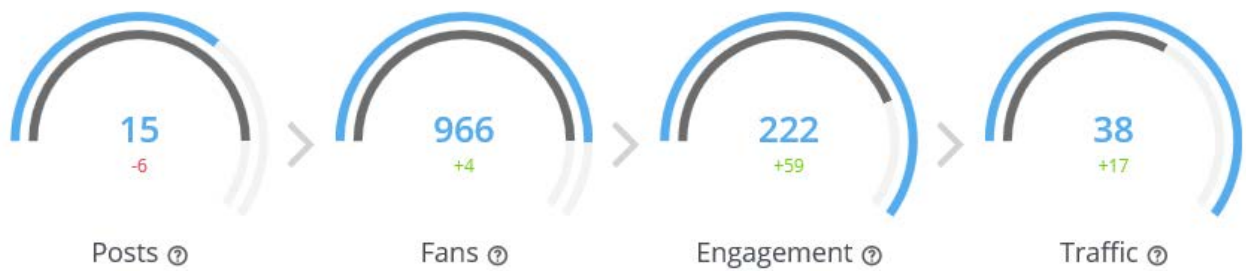 15 966 222 38
-6 +4 +59 +17
Posts ? Fans ? Engagement ? Traffic ?